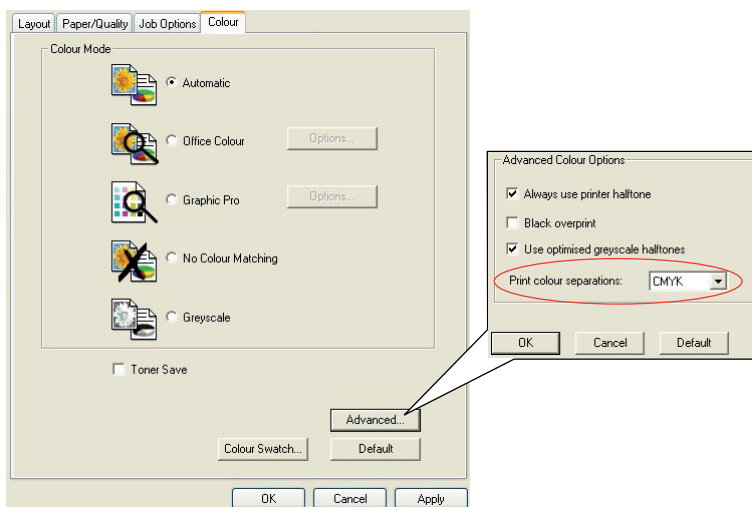 Layout Paper/Quality Job Options Colour
Colour Mode
Automatic
Office Colour Options...
Graphic Pro Options...
No Colour Matching
Greyscale
Toner Save
Advanced...
Colour Swatch... Default
OK Cancel Apply
Advanced Colour Options
Always use printer halftone
Black overprint
Use optimised greyscale halftones
Print colour separations: CMYK
OK Cancel Default